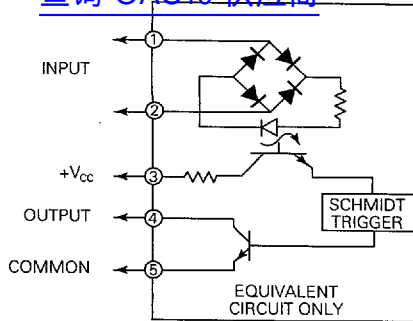 INPUT
1
2
+Vcc
3
OUTPUT
4
SCHMIDT
TRIGGER
COMMON
5
EQUIVALENT
CIRCUIT ONLY